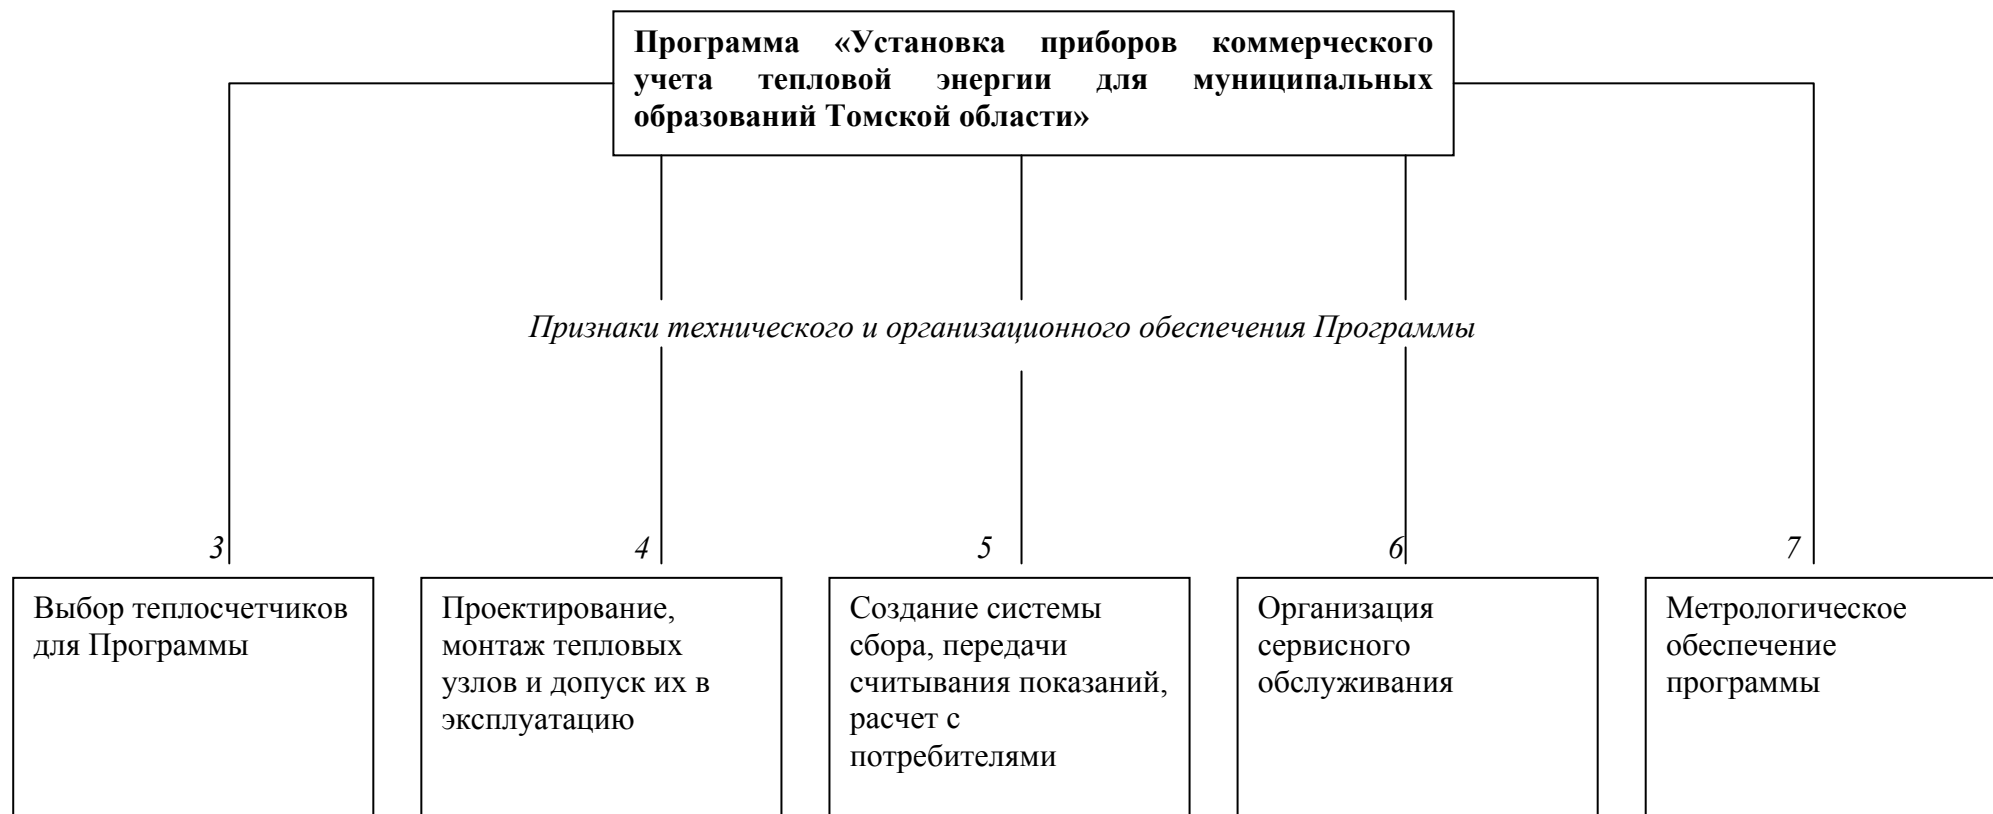 Программа «Установка приборов коммерческого
учета тепловой энергии для муниципальных
образований Томской области»
Признаки технического и организационного обеспечения Программы
3
4
5
6
7
Выбор теплосчетчиков
для Программы
Проектирование,
монтаж тепловых
узлов и допуск их в
эксплуатацию
Создание системы
сбора, передачи
считывания показаний,
расчет с
потребителями
Организация
сервисного
обслуживания
Метрологическое
обеспечение
программы